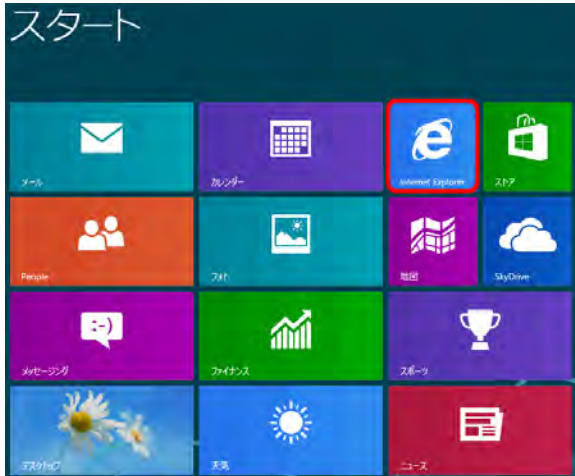 スタート
メール
カレンダー
Internet Explorer
ストア
People
フォト
地図
SkyDrive
メッセージング
ファイナンス
スポーツ
デスクトップ
天気
ニュース